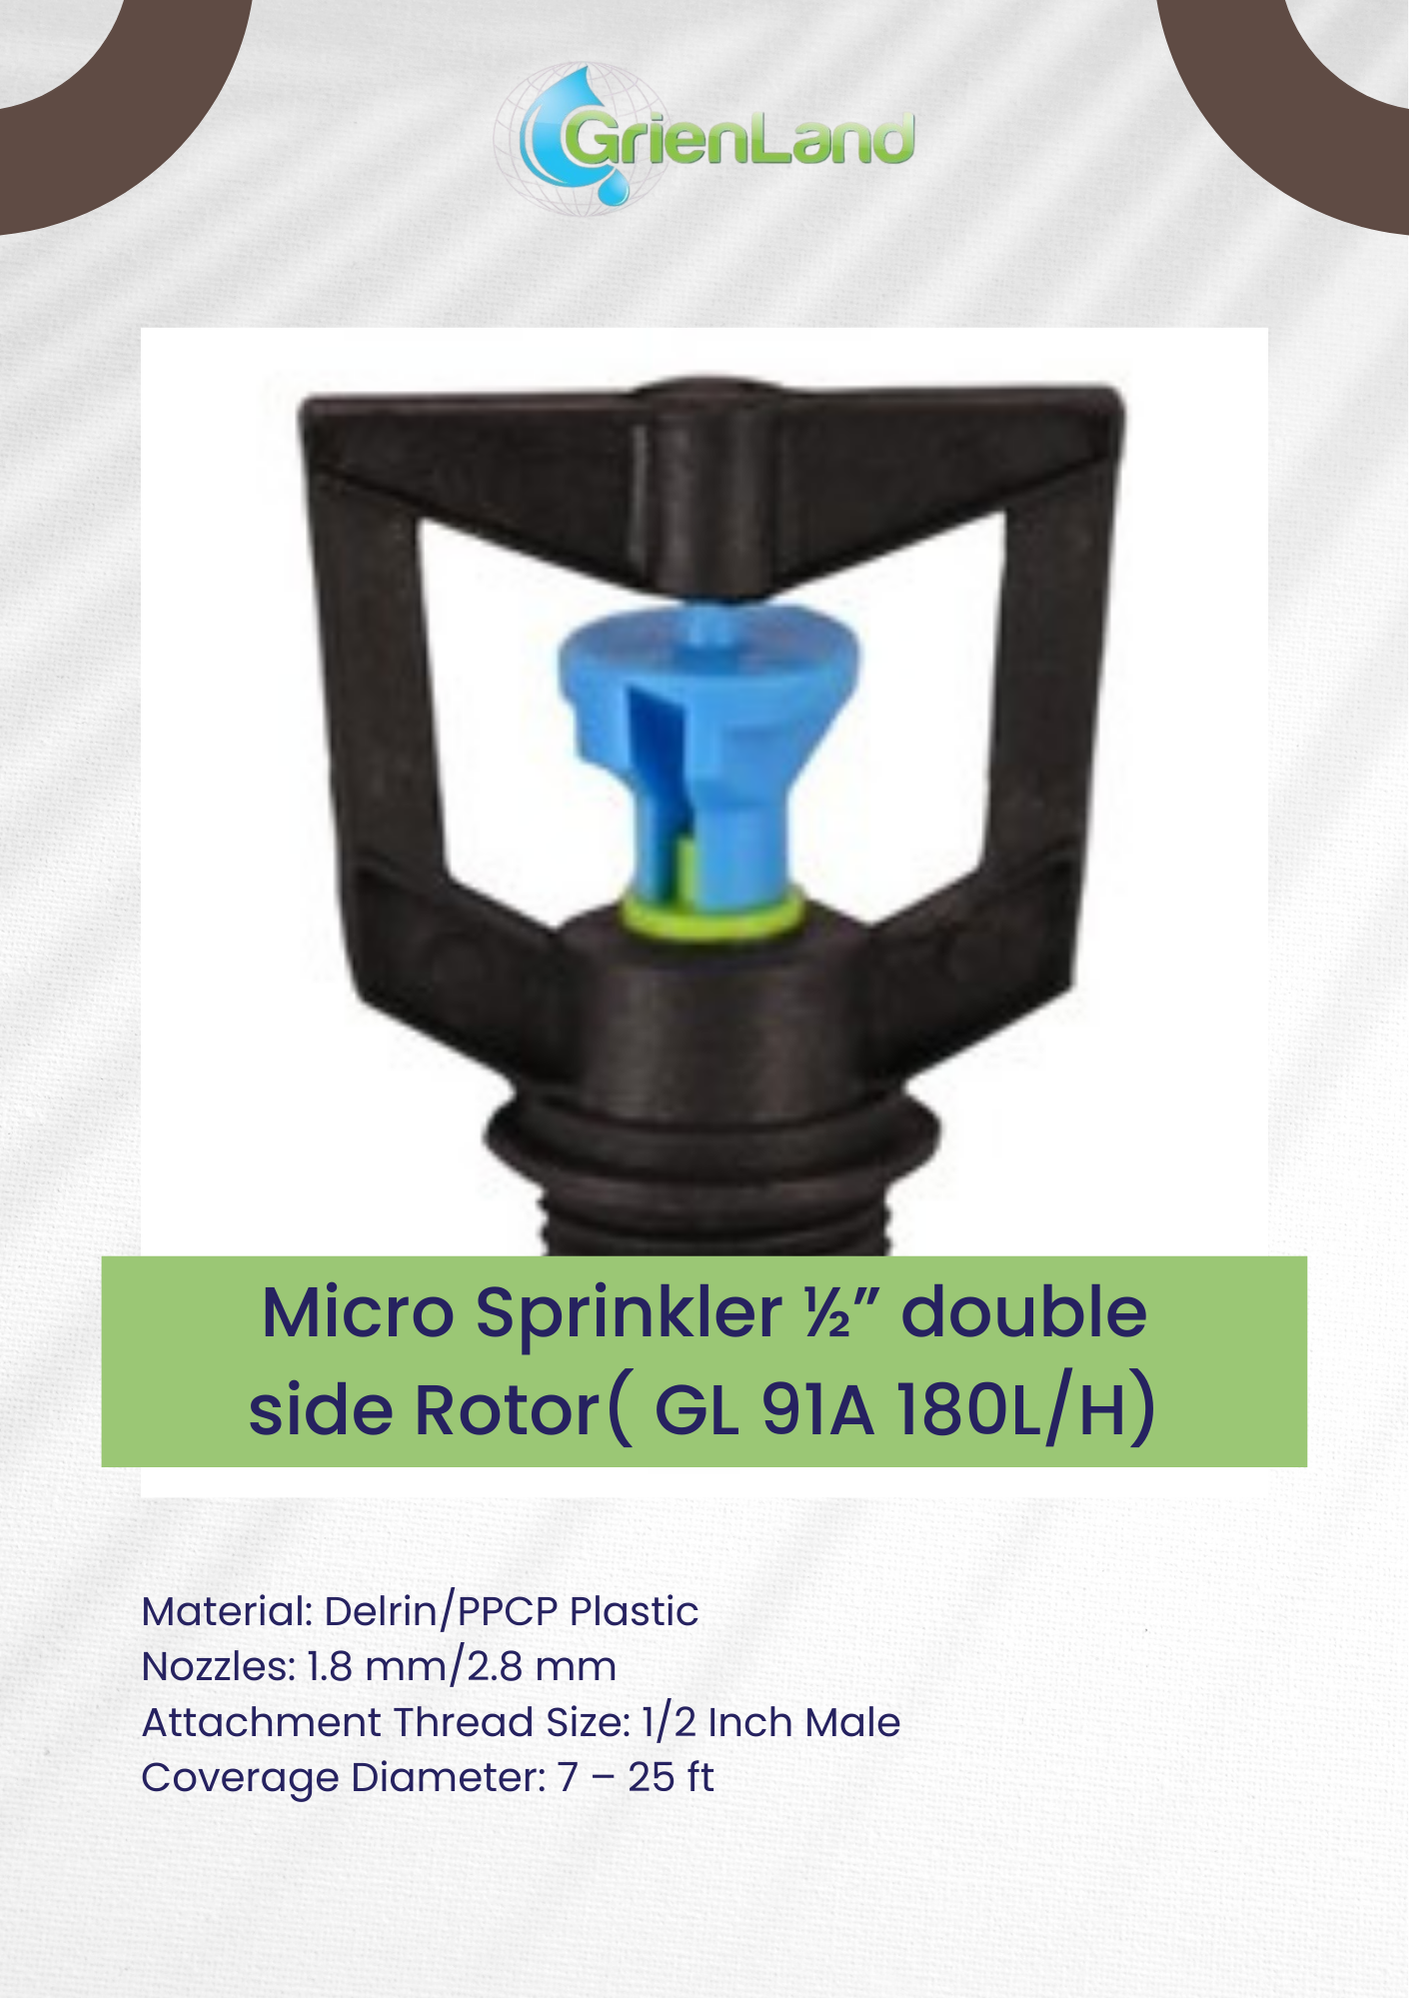 GrienLand
Micro Sprinkler ½” double
side Rotor( GL 91A 180L/H)
Material: Delrin/PPCP Plastic
Nozzles: 1.8 mm/2.8 mm
Attachment Thread Size: 1/2 Inch Male
Coverage Diameter: 7 – 25 ft